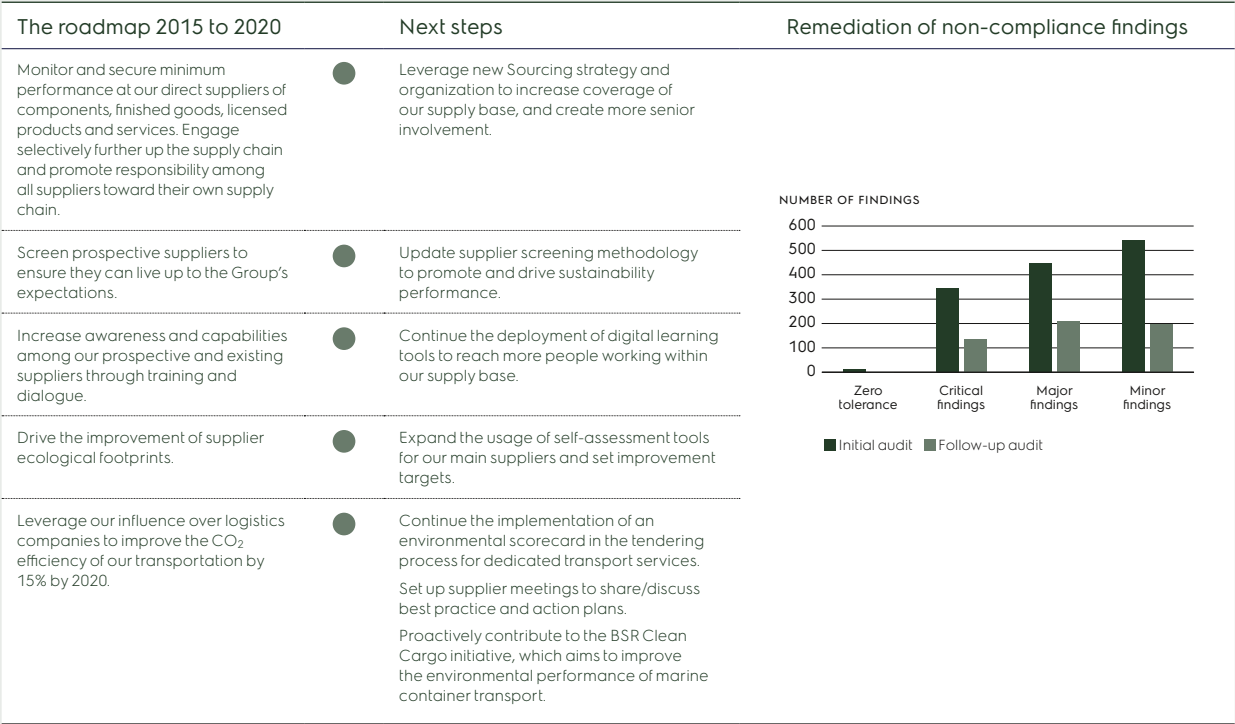 The roadmap 2015 to 2020
Next steps
Remediation of non-compliance findings
Monitor and secure minimum
performance at our direct suppliers of
components, finished goods, licensed
products and services. Engage
selectively further up the supply chain
and promote responsibility among
all suppliers toward their own supply
chain.
Leverage new Sourcing strategy and
organization to increase coverage of
our supply base, and create more senior
involvement.
Screen prospective suppliers to
ensure they can live up to the Group's
expectations.
Update supplier screening methodology
to promote and drive sustainability
performance.
Increase awareness and capabilities
among our prospective and existing
suppliers through training and
dialogue.
Continue the deployment of digital learning
tools to reach more people working within
our supply base.
Drive the improvement of supplier
ecological footprints.
Expand the usage of self-assessment tools
for our main suppliers and set improvement
targets.
Leverage our influence over logistics
companies to improve the CO₂
efficiency of our transportation by
15% by 2020.
Continue the implementation of an
environmental scorecard in the tendering
process for dedicated transport services.
Set up supplier meetings to share/discuss
best practice and action plans.
Proactively contribute to the BSR Clean
Cargo initiative, which aims to improve
the environmental performance of marine
container transport.
NUMBER OF FINDINGS
600
500
400
300
200
100
0
Zero
tolerance
Critical
findings
Major
findings
Minor
findings
Initial audit
Follow-up audit